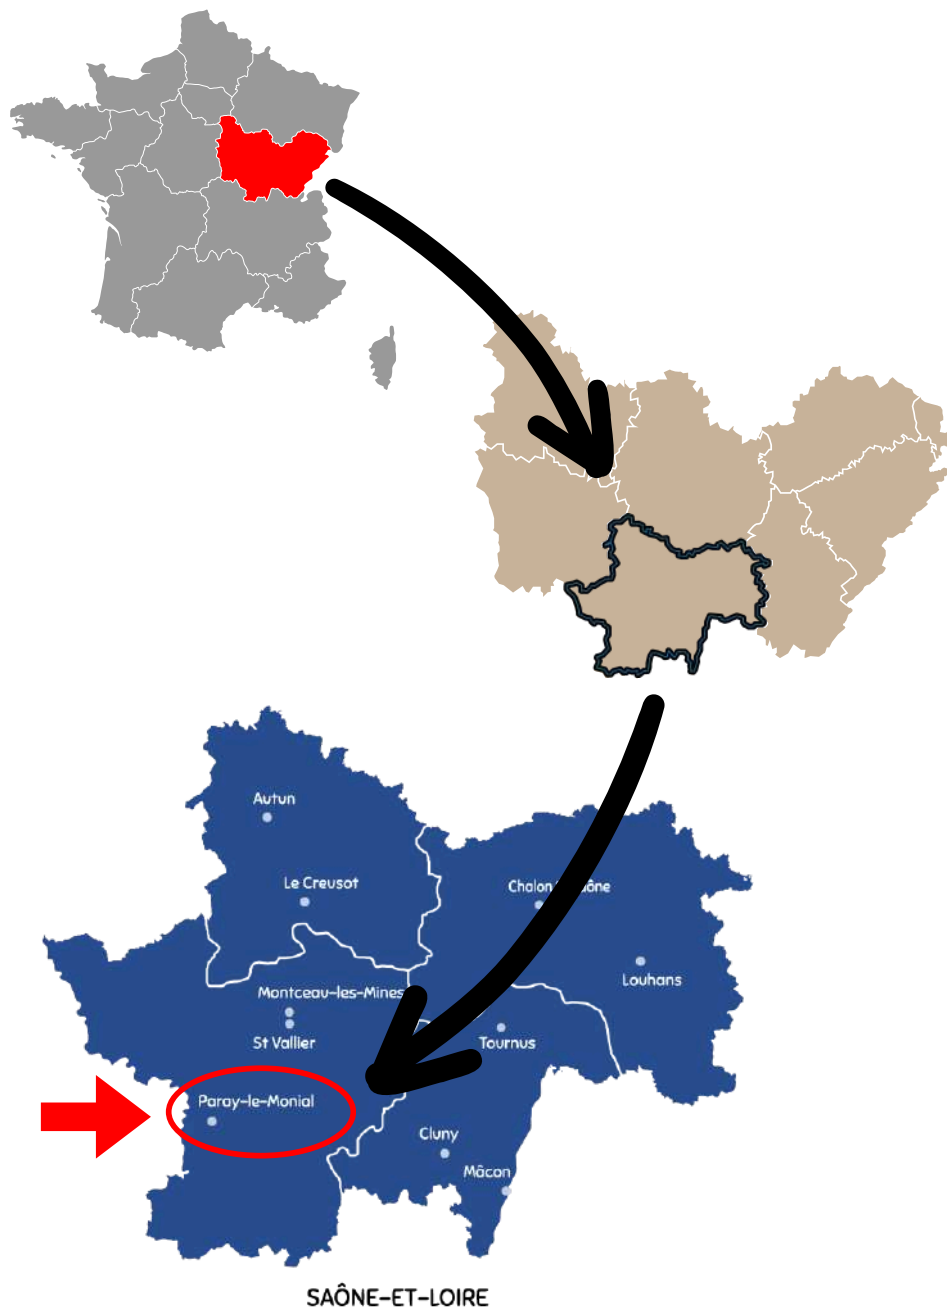 Autun
Le Creusot
Chalon
Louhans
Montceau-les-Mines
St Vallier
Tournus
Paray-le-Monial
Cluny
Mâcon
SAÔNE-ET-LOIRE